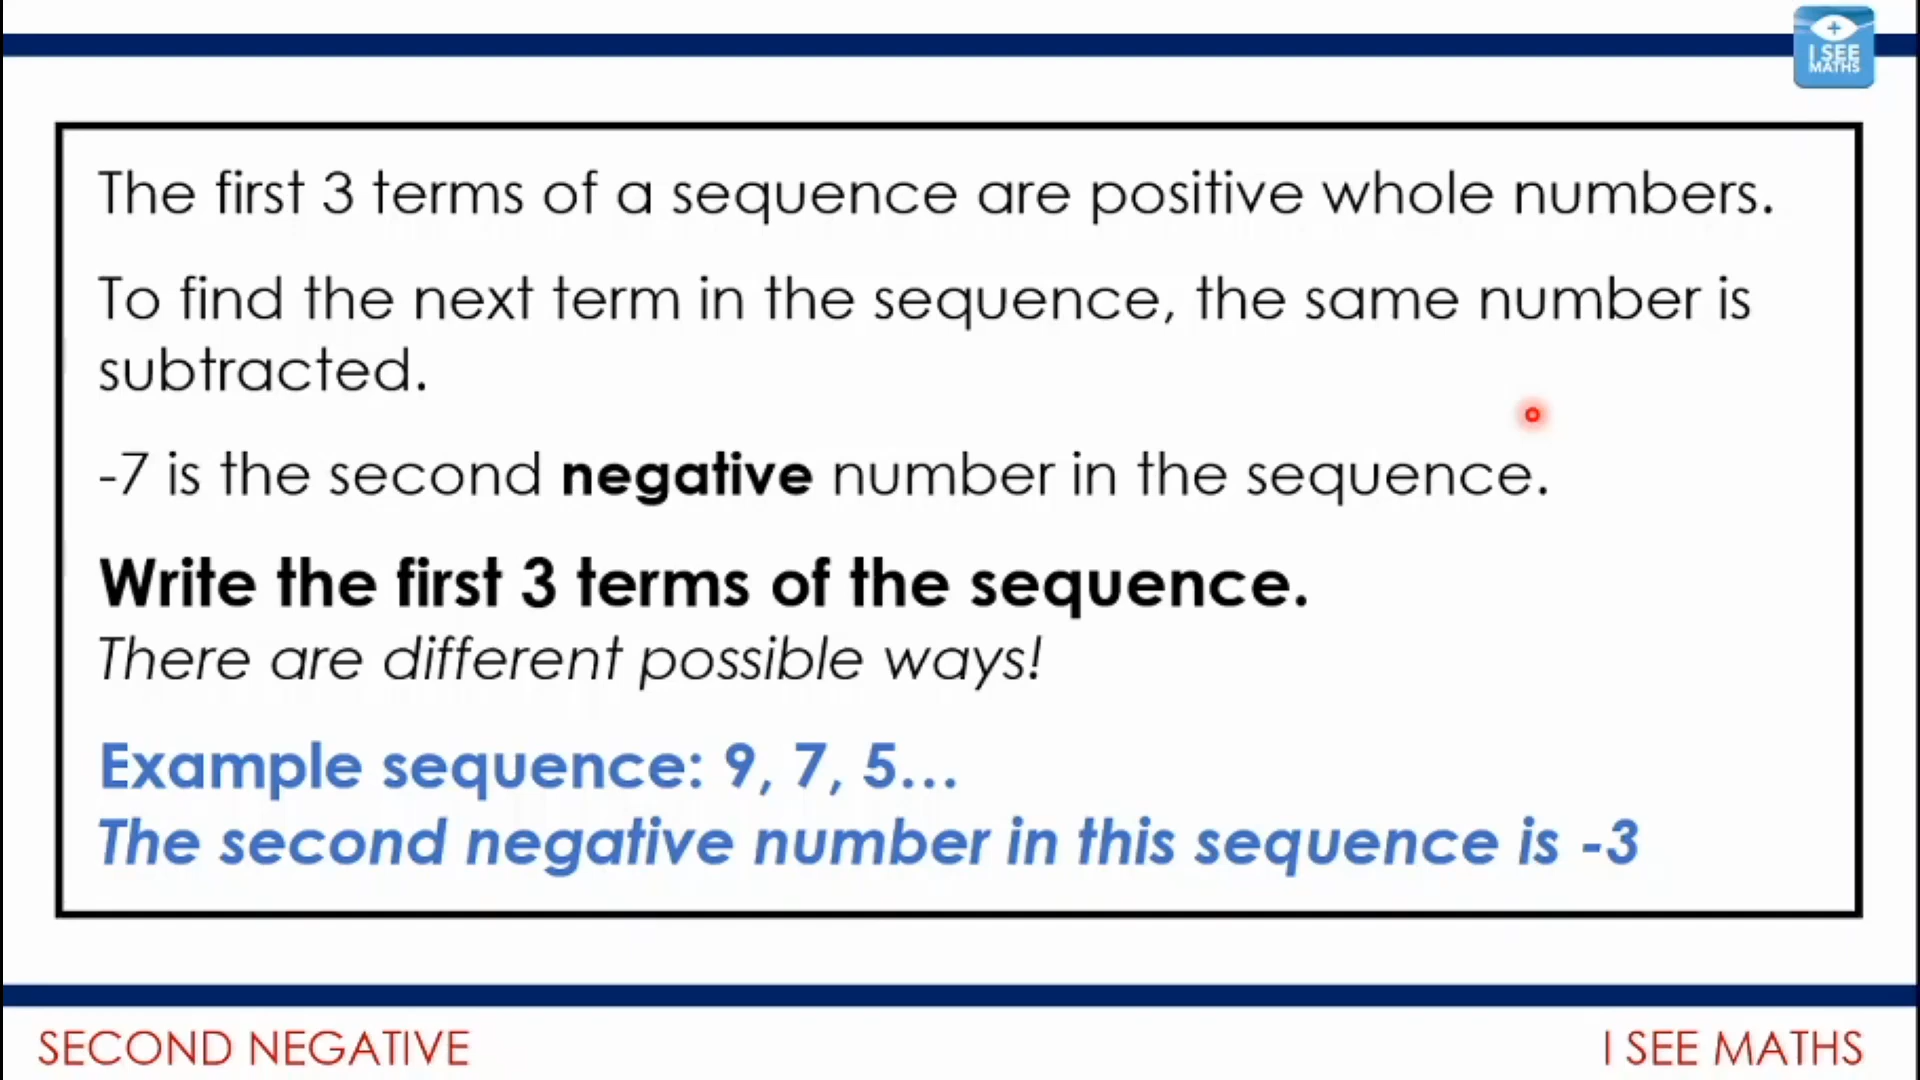 I SEE
MATHS
The first 3 terms of a sequence are positive whole numbers.
To find the next term in the sequence, the same number is
subtracted.
-7 is the second negative number in the sequence.
Write the first 3 terms of the sequence.
There are different possible ways!
Example sequence: 9, 7, 5...
The second negative number in this sequence is -3
SECOND NEGATIVE
I SEE MATHS